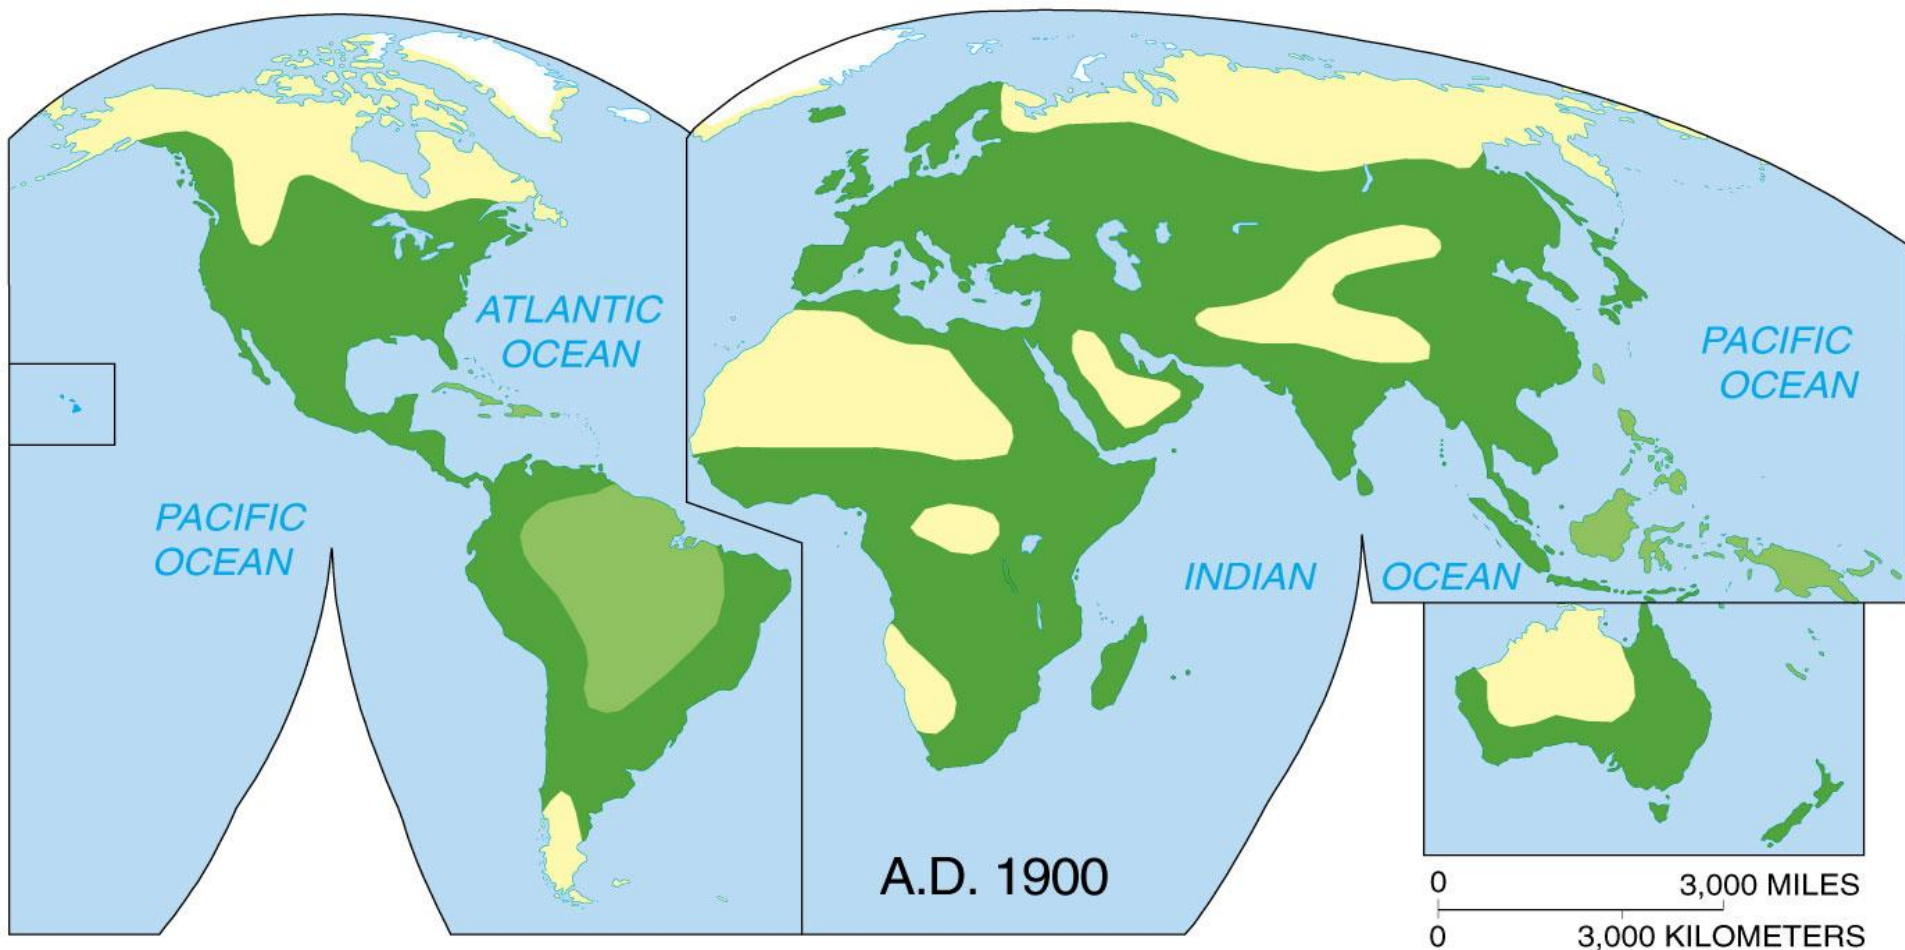 ATLANTIC
OCEAN
PACIFIC
OCEAN
PACIFIC
OCEAN
INDIAN OCEAN
A.D. 1900
0 3,000 MILES
0 3,000 KILOMETERS